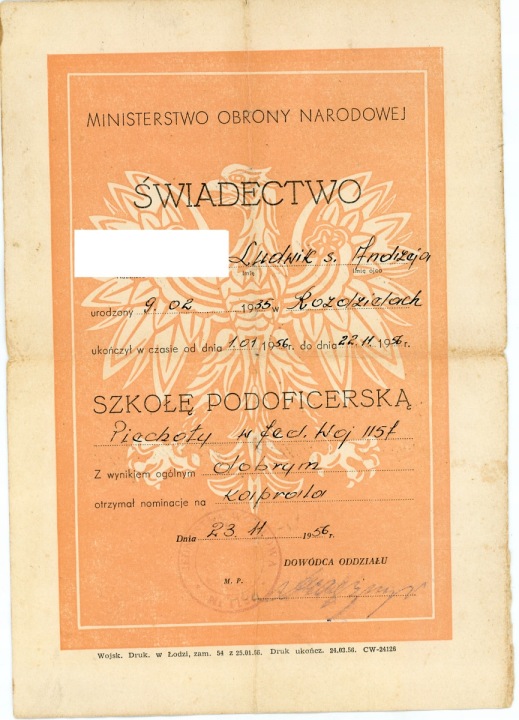 MINISTERSTWO OBRONY NARODOWEJ
ŚWIADECTWO
Ludwik s. Andrzeja
imię imię ojca
urodzony 9 02 1935 w Rozdzielach
ukończył w czasie od dnia 1.01 1956 r. do dnia 22.11 1956 r.
SZKOŁĘ PODOFICERSKĄ
Piechoty w Jed. Woj 115
Z wynikiem ogólnym dobrym
otrzymał nominacje na kaprala
Dnia 23. 11. 1956.
DOWÓDCA ODDZIAŁU
M. P.
Wojsk. Druk. w Łodzi, zam. 54 z 25.01.56. Druk ukończ. 24.03.56. CW-24126